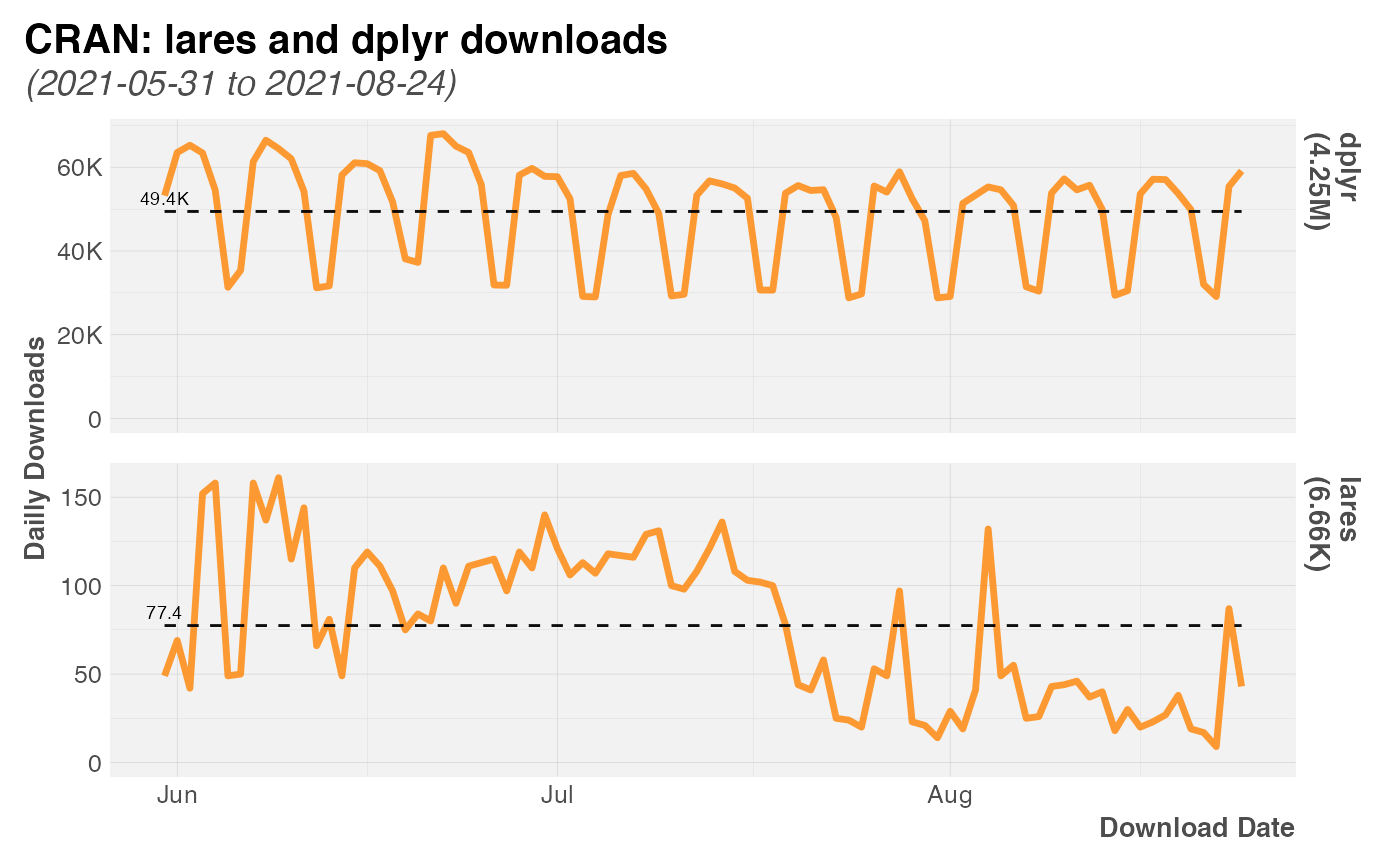 CRAN: lares and dplyr downloads
(2021-05-31 to 2021-08-24)
60K
49.4K
40K
20K
0
dplyr
(4.25M)
Dailly Downloads
150
100
77.4
50
0
lares
(6.66K)
Jun
Jul
Aug
Download Date